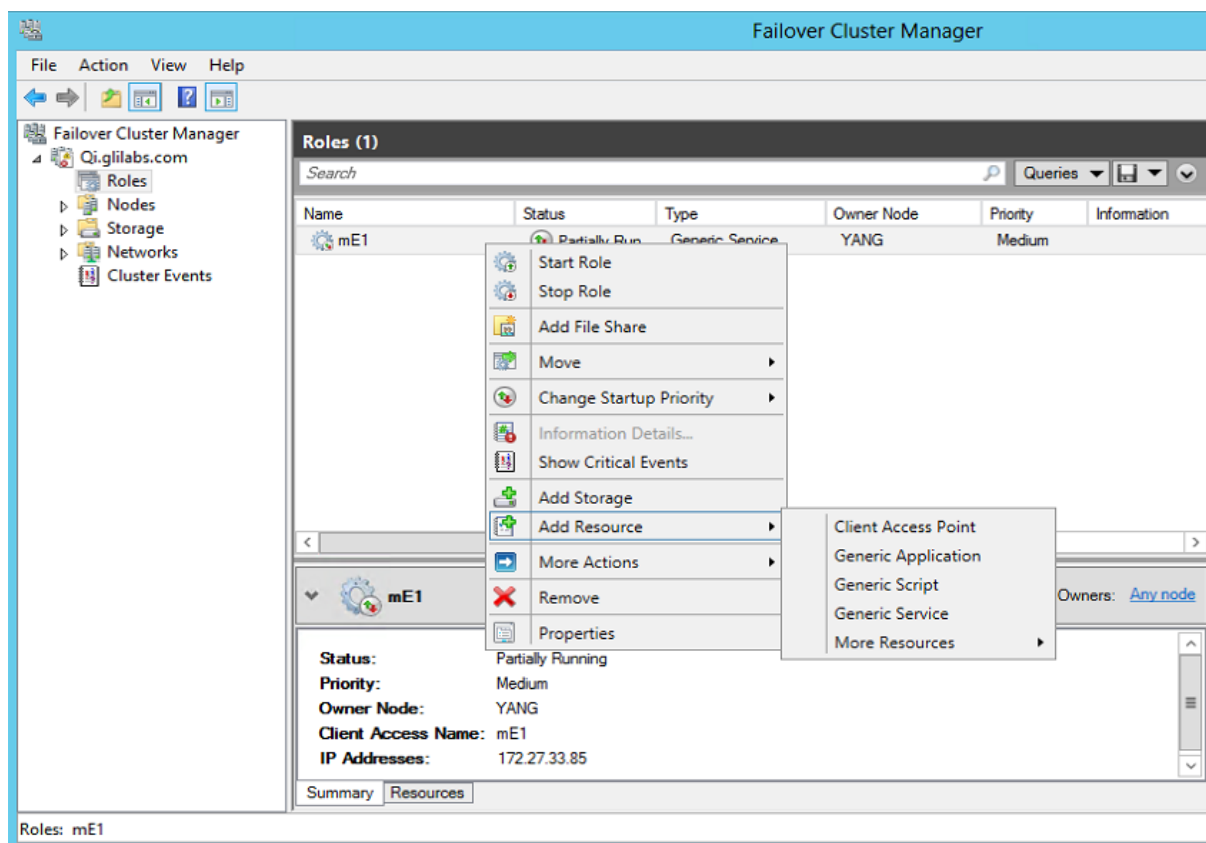 Failover Cluster Manager
File Action View Help
Failover Cluster Manager
Qi.glilabs.com
Roles
Nodes
Storage
Networks
Cluster Events
Roles (1)
Search
Queries
Name Status Type Owner Node Priority Information
mE1 Partially Run Generic Service YANG Medium
Start Role
Stop Role
Add File Share
Move
Change Startup Priority
Information Details...
Show Critical Events
Add Storage
Add Resource
More Actions
Remove
Properties
Client Access Point
Generic Application
Generic Script
Generic Service
More Resources
mE1
Owners: Any node
Status: Partially Running
Priority: Medium
Owner Node: YANG
Client Access Name: mE1
IP Addresses: 172.27.33.85
Summary Resources
Roles: mE1